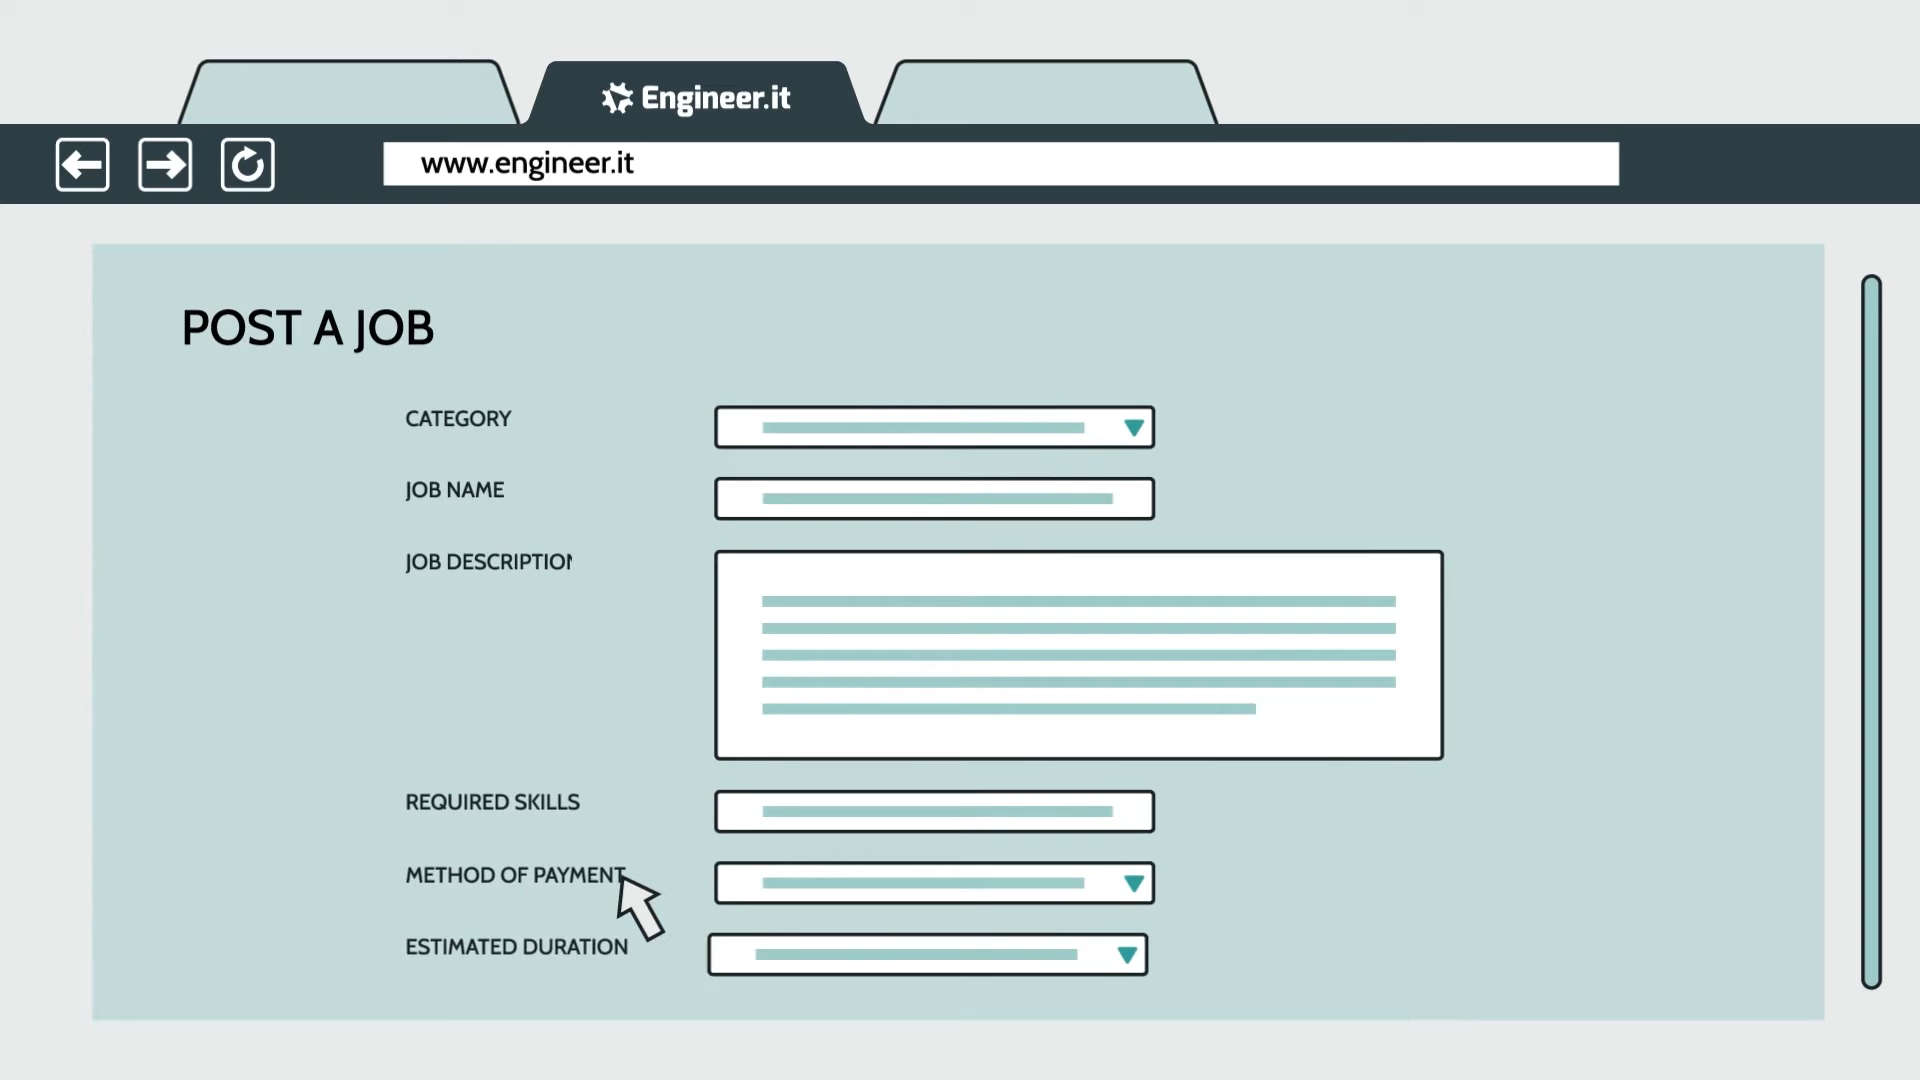 Engineer.it
www.engineer.it
POST A JOB
CATEGORY
JOB NAME
JOB DESCRIPTION
REQUIRED SKILLS
METHOD OF PAYMENT
ESTIMATED DURATION